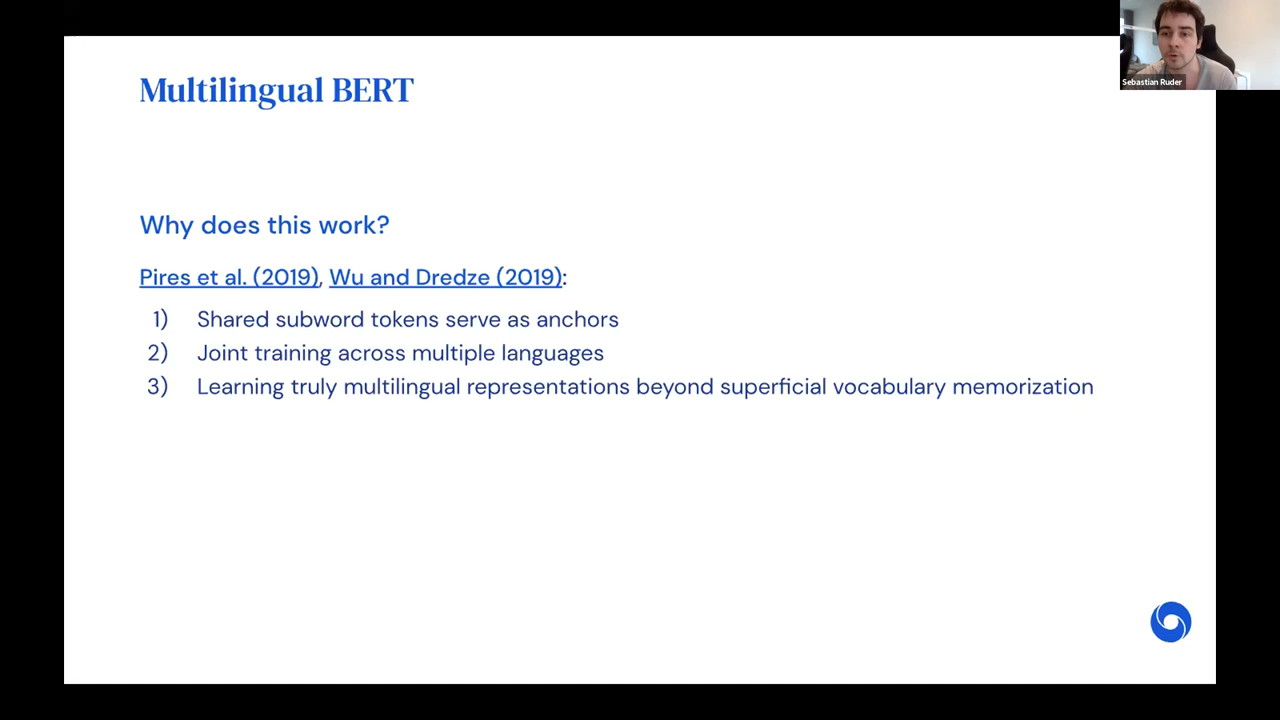 Multilingual BERT
Sebastian Ruder
Why does this work?
Pires et al. (2019), Wu and Dredze (2019):
1) Shared subword tokens serve as anchors
2) Joint training across multiple languages
3) Learning truly multilingual representations beyond superficial vocabulary memorization